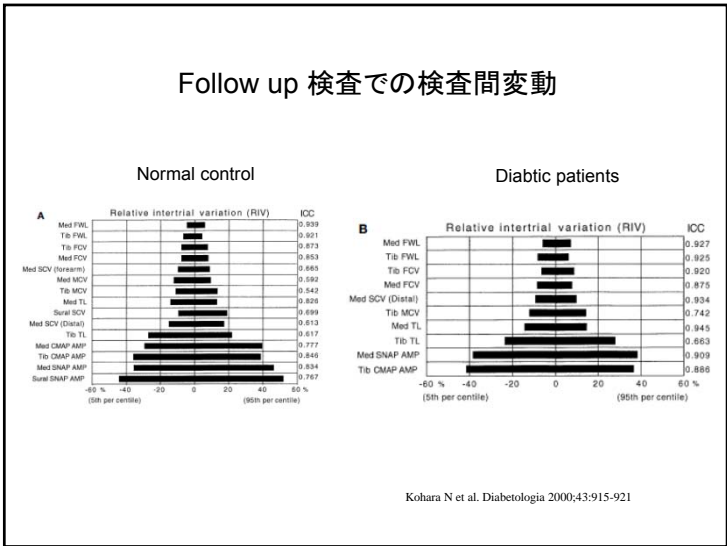 Follow up 検査での検査間変動
Normal control
Diabtic patients
A Relative intertrial variation (RIV) ICC
Med FWL 0.939
Tib FWL 0.921
Tib FCV 0.873
Med FCV 0.853
Med SCV (forearm) 0.665
Med MCV 0.592
Tib MCV 0.542
Med TL 0.826
Sural SCV 0.699
Med SCV (Distal) 0.613
Tib TL 0.617
Med CMAP AMP 0.777
Tib CMAP AMP 0.846
Med SNAP AMP 0.834
Sural SNAP AMP 0.767
-60 % -40 -20 0 20 40 60 %
(5th per centile) (95th per centile)
B Relative intertrial variation (RIV) ICC
Med FWL 0.927
Tib FWL 0.925
Tib FCV 0.920
Med FCV 0.875
Med SCV (Distal) 0.934
Tib MCV 0.742
Med TL 0.945
Tib TL 0.663
Med SNAP AMP 0.909
Tib CMAP AMP 0.886
-60 % -40 -20 0 20 40 60 %
(5th per centile) (95th per centile)
Kohara N et al. Diabetologia 2000;43:915-921